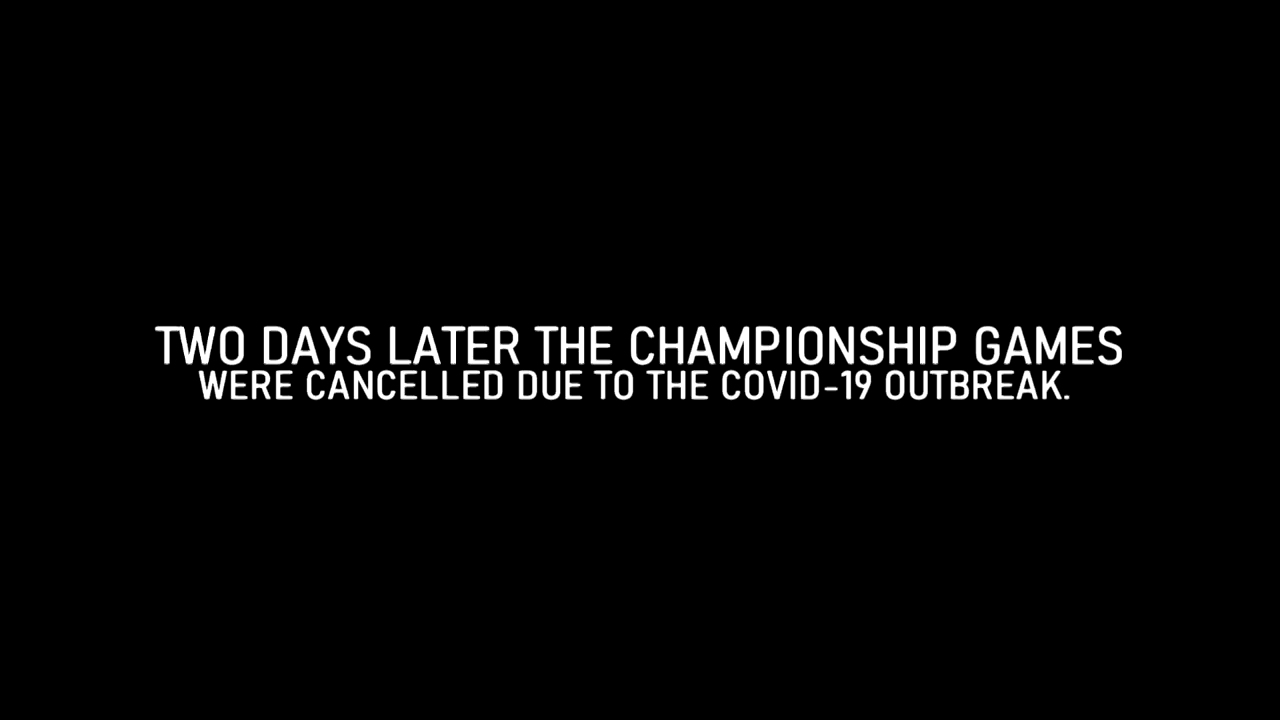 TWO DAYS LATER THE CHAMPIONSHIP GAMES
WERE CANCELLED DUE TO THE COVID-19 OUTBREAK.